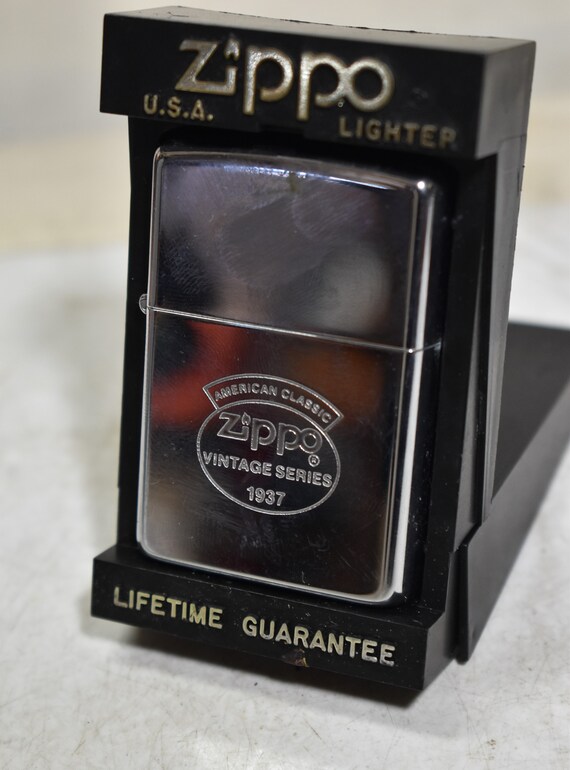 Zippo
U.S.A. LIGHTER
AMERICAN CLASSIC
Zippo®
VINTAGE SERIES
1937
LIFETIME GUARANTEE